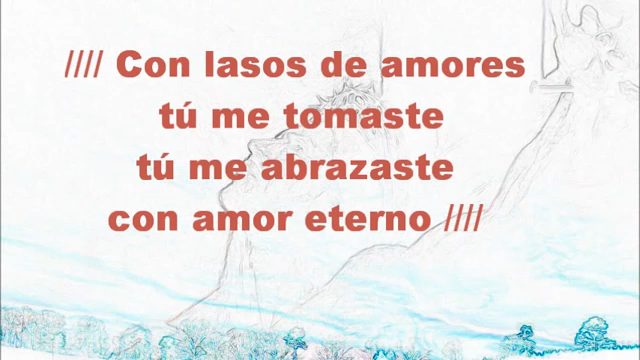 //// Con lasos de amores
tú me tomaste
tú me abrazaste
con amor eterno ////